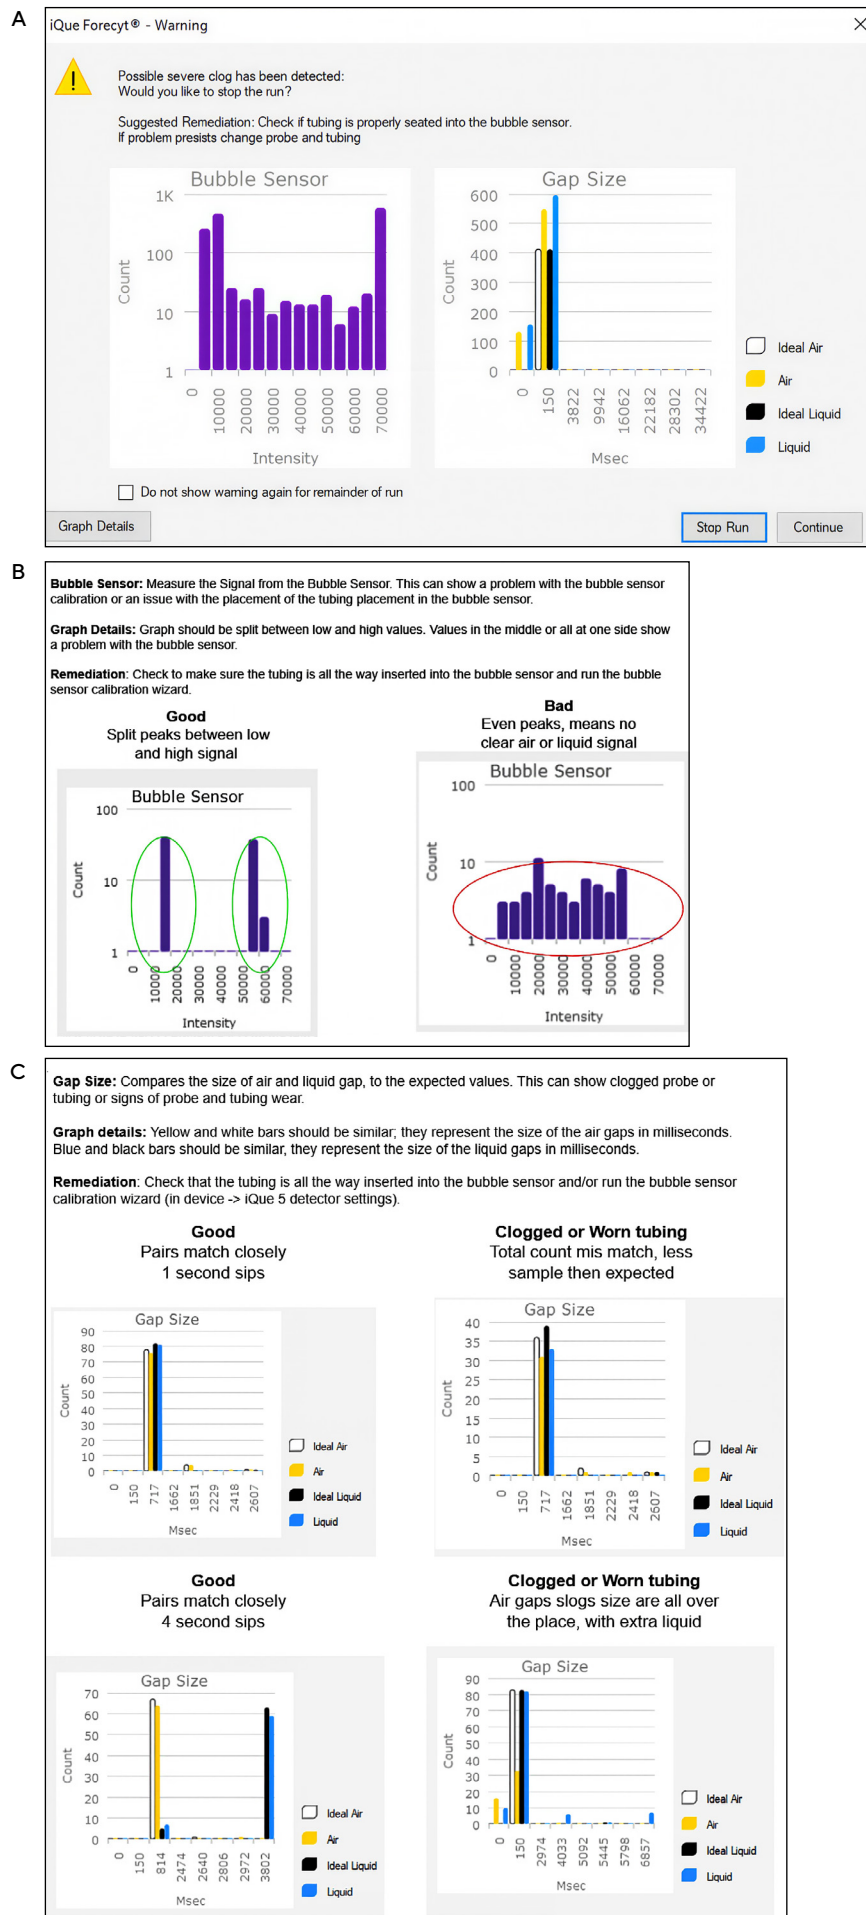 A
iQue Forecyt® - Warning
Possible severe clog has been detected:
Would you like to stop the run?
Suggested Remediation: Check if tubing is properly seated into the bubble sensor.
If problem presists change probe and tubing
Bubble Sensor
1K
100
10
1
Count
0
10000
20000
30000
40000
50000
60000
70000
Intensity
Gap Size
600
500
400
300
200
100
0
Count
0
150
3822
9942
16062
22182
28302
34422
Msec
Ideal Air
Air
Ideal Liquid
Liquid
Do not show warning again for remainder of run
Graph Details
Stop Run
Continue
B
Bubble Sensor: Measure the Signal from the Bubble Sensor. This can show a problem with the bubble sensor
calibration or an issue with the placement of the tubing placement in the bubble sensor.
Graph Details: Graph should be split between low and high values. Values in the middle or all at one side show
a problem with the bubble sensor.
Remediation: Check to make sure the tubing is all the way inserted into the bubble sensor and run the bubble
sensor calibration wizard.
Good
Split peaks between low
and high signal
Bubble Sensor
100
10
1
Count
0
10000
20000
30000
40000
50000
60000
70000
Intensity
Bad
Even peaks, means no
clear air or liquid signal
Bubble Sensor
100
10
1
Count
0
10000
20000
30000
40000
50000
60000
70000
Intensity
C
Gap Size: Compares the size of air and liquid gap, to the expected values. This can show clogged probe or
tubing or signs of probe and tubing wear.
Graph details: Yellow and white bars should be similar; they represent the size of the air gaps in milliseconds.
Blue and black bars should be similar, they represent the size of the liquid gaps in milliseconds.
Remediation: Check that the tubing is all the way inserted into the bubble sensor and/or run the bubble sensor
calibration wizard (in device -> iQue 5 detector settings).
Good
Pairs match closely
1 second sips
Gap Size
90
80
70
60
50
40
30
20
10
0
Count
0
150
717
1662
1851
2229
2418
2607
Msec
Ideal Air
Air
Ideal Liquid
Liquid
Clogged or Worn tubing
Total count mis match, less
sample then expected
Gap Size
40
35
30
25
20
15
10
5
0
Count
0
150
717
1662
1851
2229
2418
2607
Msec
Ideal Air
Air
Ideal Liquid
Liquid
Good
Pairs match closely
4 second sips
Gap Size
70
60
50
40
30
20
10
0
Count
0
150
814
2474
2640
2806
2972
3802
Msec
Ideal Air
Air
Ideal Liquid
Liquid
Clogged or Worn tubing
Air gaps slogs size are all over
the place, with extra liquid
Gap Size
90
80
70
60
50
40
30
20
10
0
Count
0
150
2974
4033
5092
5445
5798
6857
Msec
Ideal Air
Air
Ideal Liquid
Liquid